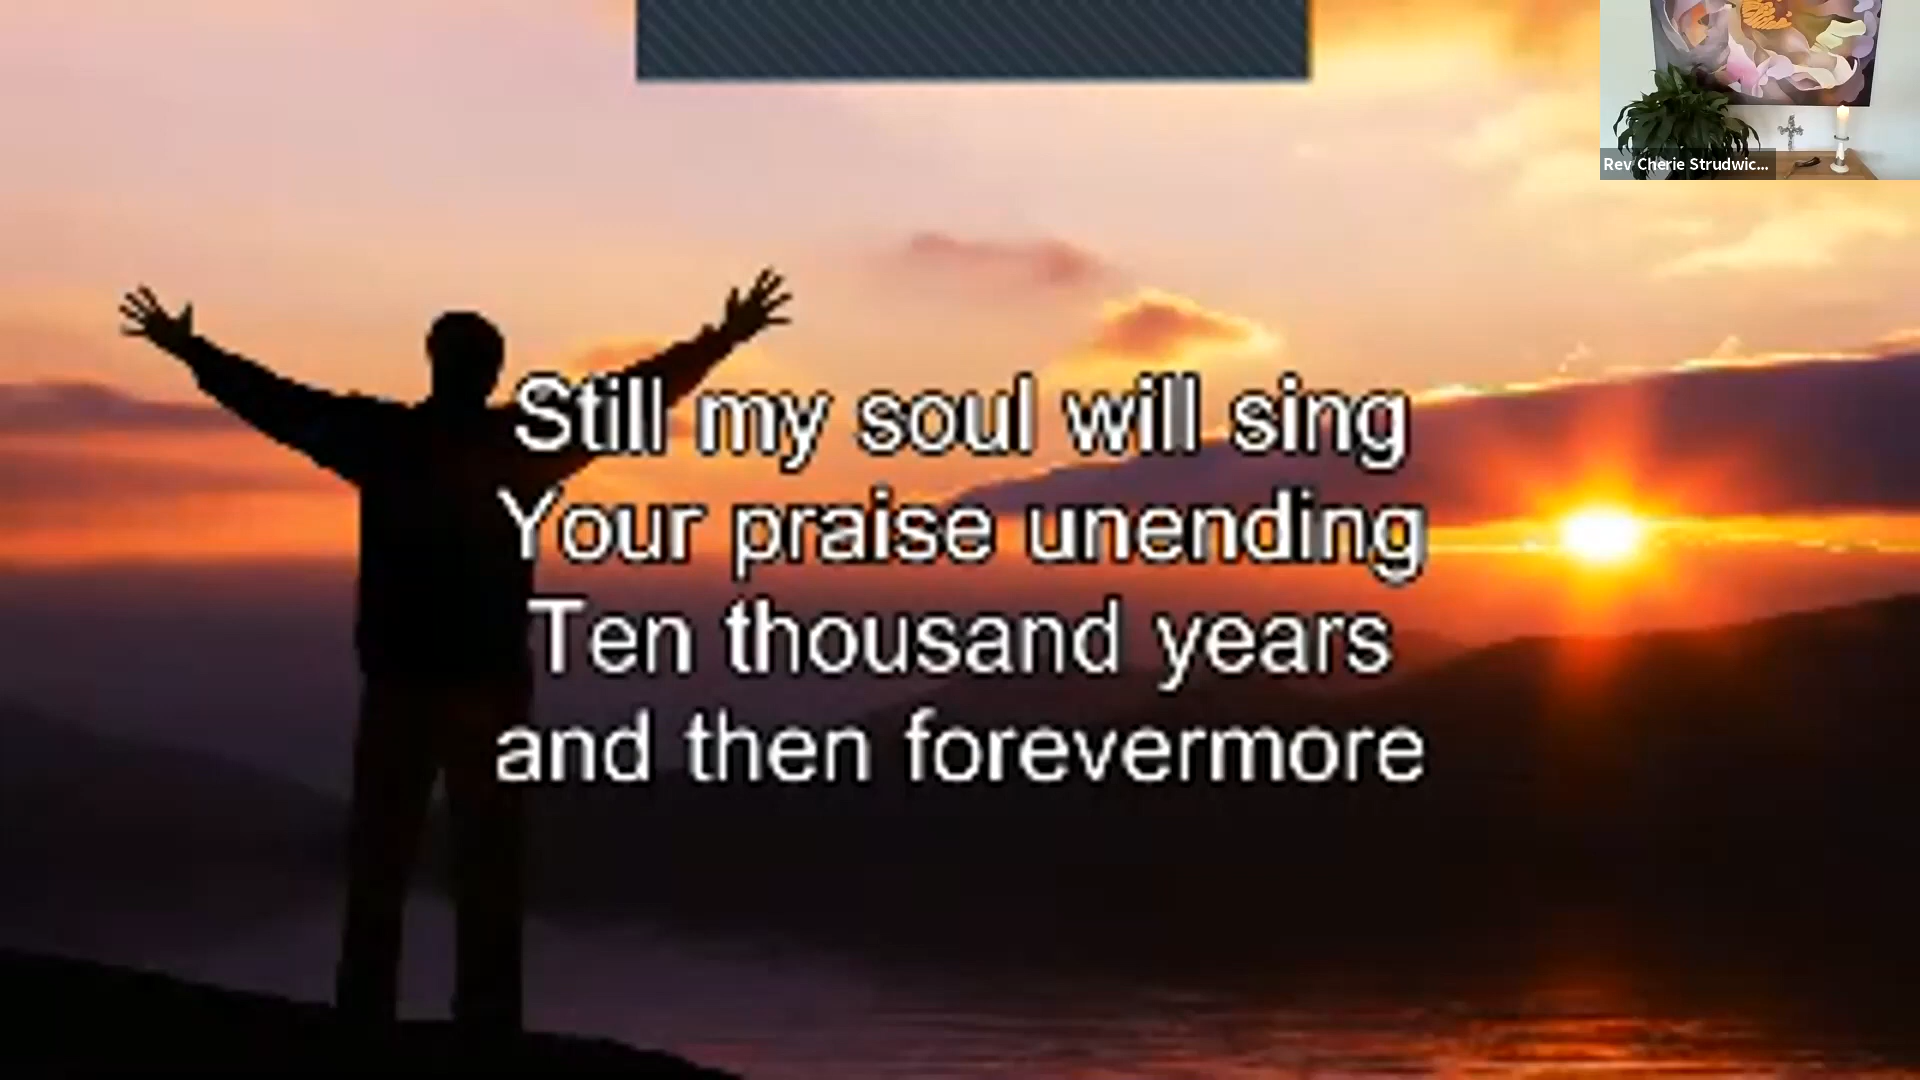 Rev Cherie Strudwic...
Still my soul will sing
Your praise unending
Ten thousand years
and then forevermore